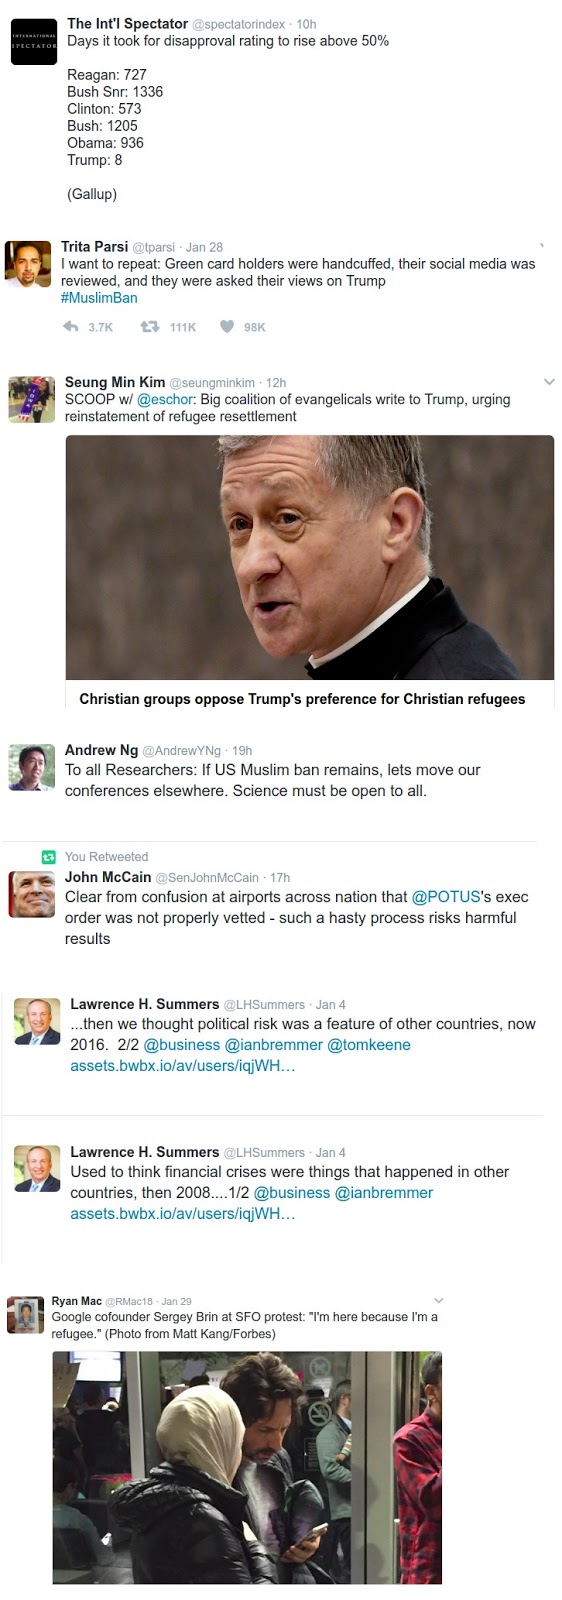 INTERNATIONAL
SPECTATOR
The Int'l Spectator @spectatorindex · 10h
Days it took for disapproval rating to rise above 50%
Reagan: 727
Bush Snr: 1336
Clinton: 573
Bush: 1205
Obama: 936
Trump: 8
(Gallup)
Trita Parsi @tparsi · Jan 28
I want to repeat: Green card holders were handcuffed, their social media was
reviewed, and they were asked their views on Trump
#MuslimBan
3.7K 111K 98K
Seung Min Kim @seungminkim · 12h
SCOOP w/ @eschor: Big coalition of evangelicals write to Trump, urging
reinstatement of refugee resettlement
Christian groups oppose Trump's preference for Christian refugees
Andrew Ng @AndrewYNg · 19h
To all Researchers: If US Muslim ban remains, lets move our
conferences elsewhere. Science must be open to all.
You Retweeted
John McCain @SenJohnMcCain · 17h
Clear from confusion at airports across nation that @POTUS's exec
order was not properly vetted - such a hasty process risks harmful
results
Lawrence H. Summers @LHSummers · Jan 4
...then we thought political risk was a feature of other countries, now
2016. 2/2 @business @ianbremmer @tomkeene
assets.bwbx.io/av/users/iqjWH…
Lawrence H. Summers @LHSummers · Jan 4
Used to think financial crises were things that happened in other
countries, then 2008....1/2 @business @ianbremmer
assets.bwbx.io/av/users/iqjWH…
Ryan Mac @RMac18 · Jan 29
Google cofounder Sergey Brin at SFO protest: "I'm here because I'm a
refugee." (Photo from Matt Kang/Forbes)